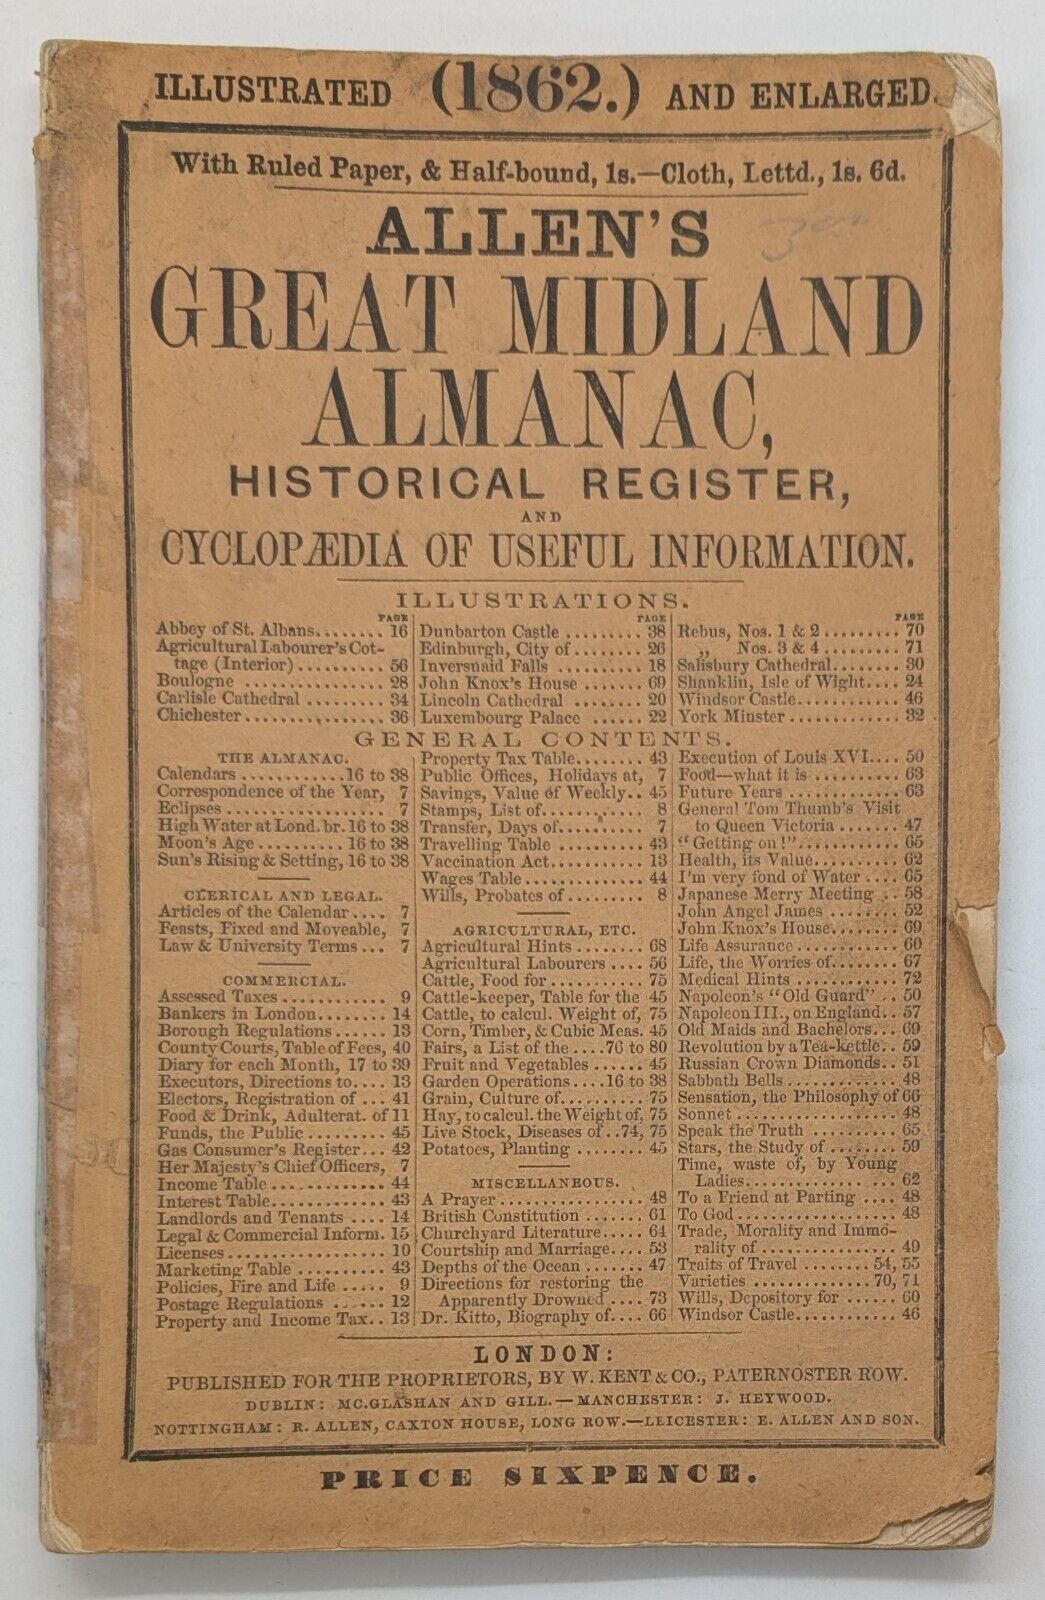 ILLUSTRATED (1862.) AND ENLARGED.
With Ruled Paper, & Half-bound, 1s.—Cloth, Lettd., 1s. 6d.
ALLEN'S
GREAT MIDLAND
ALMANAC,
HISTORICAL REGISTER,
AND
CYCLOPÆDIA OF USEFUL INFORMATION.
ILLUSTRATIONS.
PAGE
Abbey of St. Albans........ 16
Agricultural Labourer's Cot-
tage (Interior) .......... 56
Boulogne ................ 28
Carlisle Cathedral ......... 34
Chichester ................ 36
PAGE
Dunbarton Castle ......... 38
Edinburgh, City of ........ 26
Inversnaid Falls .......... 18
John Knox's House ....... 69
Lincoln Cathedral ........ 20
Luxembourg Palace ...... 22
PAGE
Rebus, Nos. 1 & 2 ......... 70
„ Nos. 3 & 4 ......... 71
Salisbury Cathedral........ 30
Shanklin, Isle of Wight.... 24
Windsor Castle............ 46
York Minster ............. 32
GENERAL CONTENTS.
THE ALMANAC.
Calendars ............16 to 38
Correspondence of the Year, 7
Eclipses .................. 7
High Water at Lond. br. 16 to 38
Moon's Age ..........16 to 38
Sun's Rising & Setting, 16 to 38
CLERICAL AND LEGAL.
Articles of the Calendar .... 7
Feasts, Fixed and Moveable, 7
Law & University Terms ... 7
COMMERCIAL.
Assessed Taxes ............ 9
Bankers in London......... 14
Borough Regulations ...... 13
County Courts, Table of Fees, 40
Diary for each Month, 17 to 39
Executors, Directions to.... 13
Electors, Registration of ... 41
Food & Drink, Adulterat. of 11
Funds, the Public ......... 45
Gas Consumer's Register... 42
Her Majesty's Chief Officers, 7
Income Table ............. 44
Interest Table............. 43
Landlords and Tenants .... 14
Legal & Commercial Inform. 15
Licenses .................. 10
Marketing Table .......... 43
Policies, Fire and Life ..... 9
Postage Regulations ...... 12
Property and Income Tax.. 13
Property Tax Table........ 43
Public Offices, Holidays at, 7
Savings, Value of Weekly.. 45
Stamps, List of............ 8
Transfer, Days of.......... 7
Travelling Table .......... 43
Vaccination Act........... 13
Wages Table .............. 44
Wills, Probates of ......... 8
AGRICULTURAL, ETC.
Agricultural Hints ........ 68
Agricultural Labourers .... 56
Cattle, Food for ........... 75
Cattle-keeper, Table for the 45
Cattle, to calcul. Weight of, 75
Corn, Timber, & Cubic Meas. 45
Fairs, a List of the ....76 to 80
Fruit and Vegetables ...... 45
Garden Operations....16 to 38
Grain, Culture of.......... 75
Hay, to calcul. the Weight of, 75
Live Stock, Diseases of ..74, 75
Potatoes, Planting ........ 45
MISCELLANEOUS.
A Prayer .................. 48
British Constitution ....... 61
Churchyard Literature..... 64
Courtship and Marriage.... 53
Depths of the Ocean ....... 47
Directions for restoring the
Apparently Drowned .... 73
Dr. Kitto, Biography of.... 66
Execution of Louis XVI.... 50
Food—what it is .......... 63
Future Years ............. 63
General Tom Thumb's Visit
to Queen Victoria ....... 47
"Getting on!"............. 65
Health, its Value.......... 62
I'm very fond of Water .... 65
Japanese Merry Meeting .. 58
John Angel James ........ 52
John Knox's House........ 69
Life Assurance ............ 60
Life, the Worries of........ 67
Medical Hints ............ 72
Napoleon's "Old Guard" .. 50
Napoleon III., on England.. 57
Old Maids and Bachelors... 69
Revolution by a Tea-kettle.. 59
Russian Crown Diamonds.. 51
Sabbath Bells ............. 48
Sensation, the Philosophy of 66
Sonnet .................... 48
Speak the Truth .......... 65
Stars, the Study of ........ 59
Time, waste of, by Young
Ladies................... 62
To a Friend at Parting .... 48
To God ................... 48
Trade, Morality and Immo-
rality of ................. 49
Traits of Travel ........54, 55
Varieties ..............70, 71
Wills, Depository for ...... 60
Windsor Castle............ 46
LONDON:
PUBLISHED FOR THE PROPRIETORS, BY W. KENT & CO., PATERNOSTER ROW.
DUBLIN: MC.GLASHAN AND GILL.—MANCHESTER: J. HEYWOOD.
NOTTINGHAM: R. ALLEN, CAXTON HOUSE, LONG ROW.—LEICESTER: E. ALLEN AND SON.
PRICE SIXPENCE.